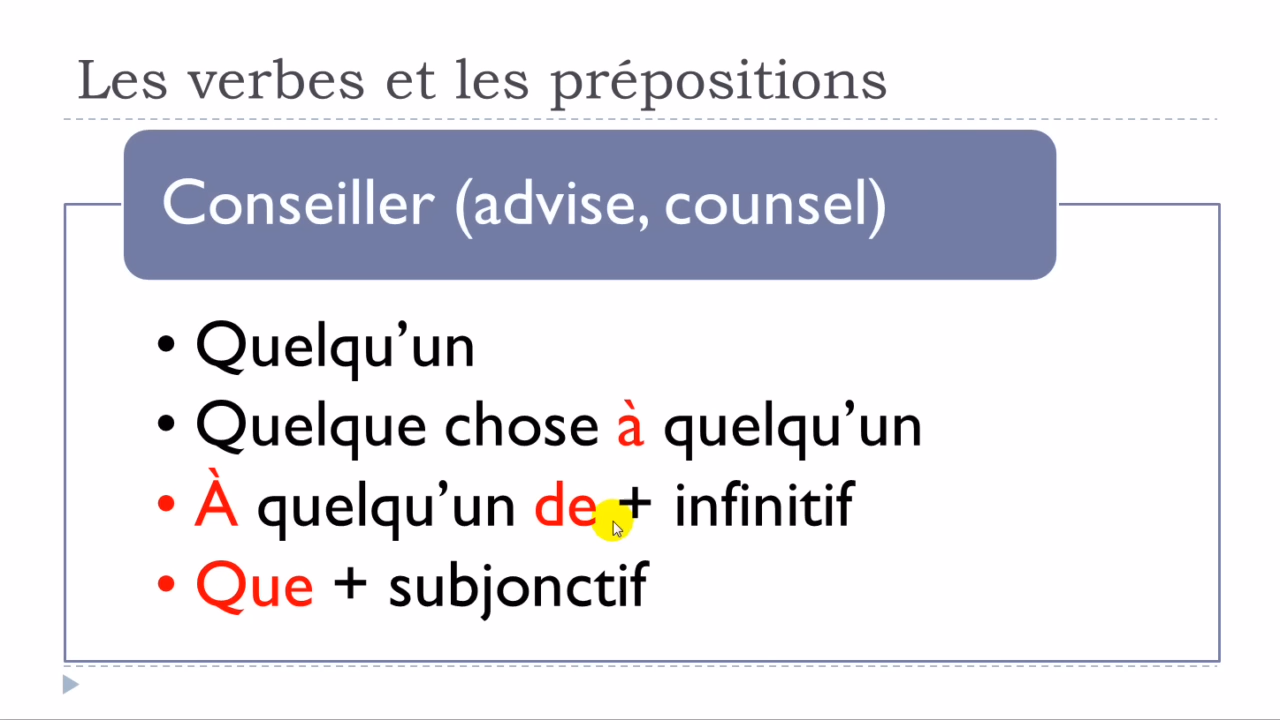 Les verbes et les prépositions
Conseiller (advise, counsel)
• Quelqu’un
• Quelque chose à quelqu’un
• À quelqu’un de + infinitif
• Que + subjonctif